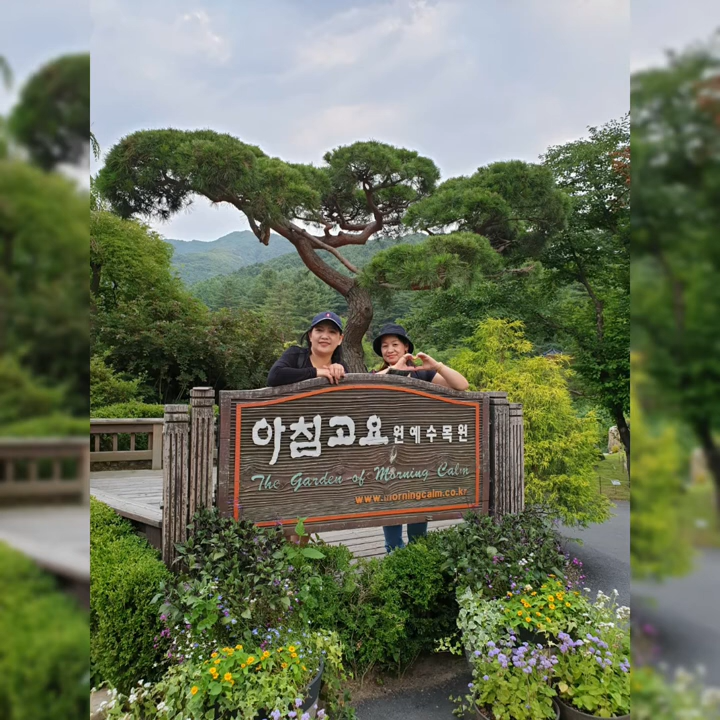 아침고요 원예수목원
The Garden of Morning Calm
www.morningcalm.co.kr